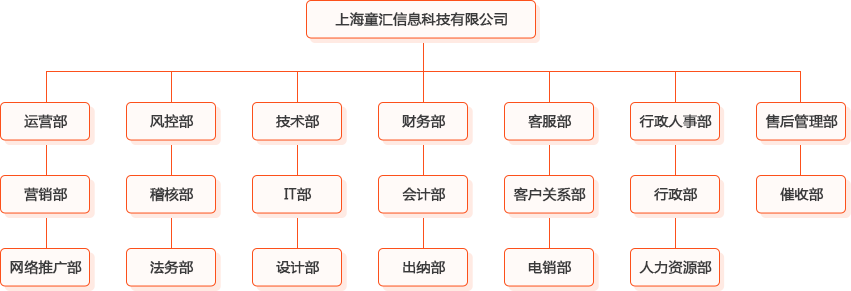 上海童汇信息科技有限公司
运营部
风控部
技术部
财务部
客服部
行政人事部
售后管理部
营销部
稽核部
IT部
会计部
客户关系部
行政部
催收部
网络推广部
法务部
设计部
出纳部
电销部
人力资源部